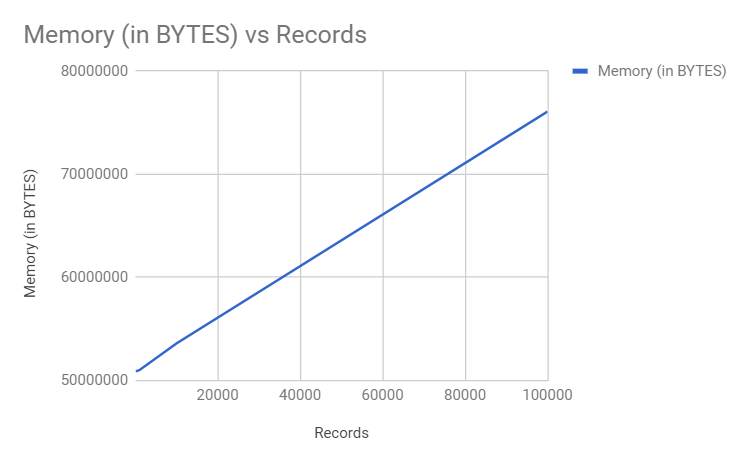 Memory (in BYTES) vs Records
Memory (in BYTES)
80000000
70000000
60000000
50000000
Memory (in BYTES)
20000
40000
60000
80000
100000
Records